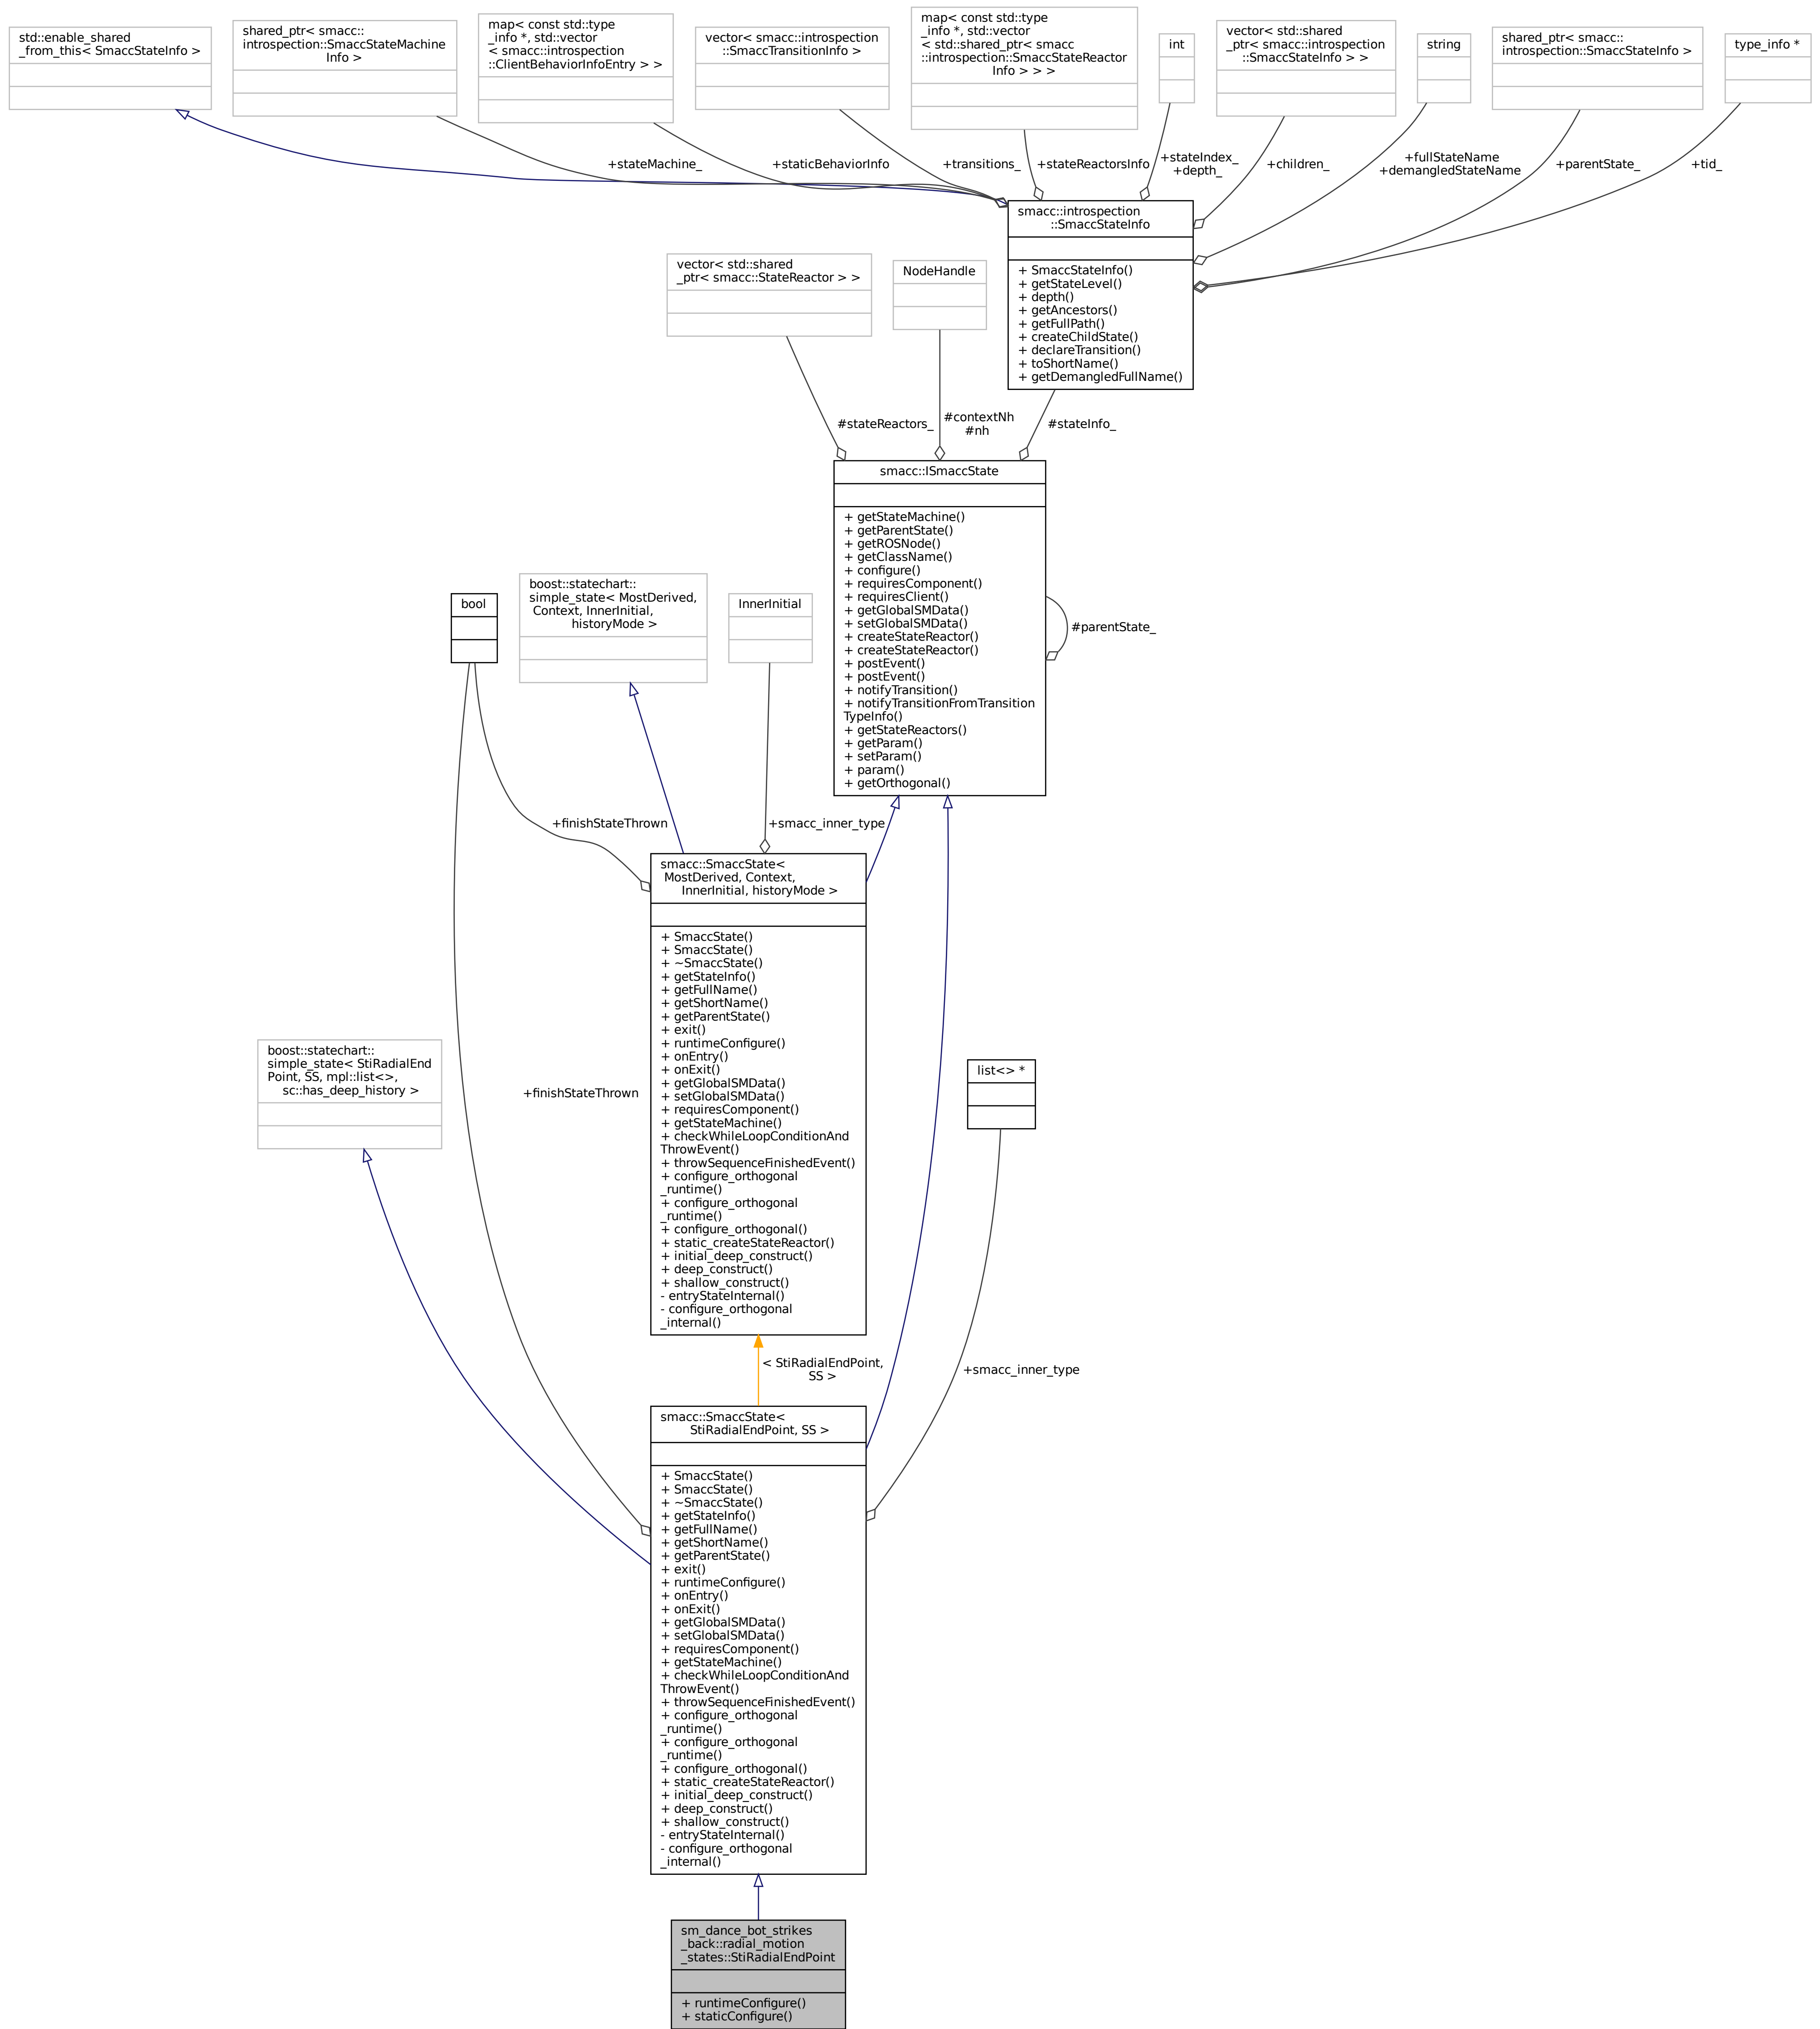 std::enable_shared
_from_this< SmaccStateInfo >
shared_ptr< smacc::
introspection::SmaccStateMachine
Info >
map< const std::type
_info *, std::vector
< smacc::introspection
::ClientBehaviorInfoEntry > >
vector< smacc::introspection
::SmaccTransitionInfo >
map< const std::type
_info *, std::vector
< std::shared_ptr< smacc
::introspection::SmaccStateReactor
Info > > >
int
vector< std::shared
_ptr< smacc::introspection
::SmaccStateInfo > >
string
shared_ptr< smacc::
introspection::SmaccStateInfo >
type_info *
+stateMachine_
+staticBehaviorInfo
+transitions_
+stateReactorsInfo
+stateIndex_
+depth_
+children_
+fullStateName
+demangledStateName
+parentState_
+tid_
smacc::introspection
::SmaccStateInfo
+ SmaccStateInfo()
+ getStateLevel()
+ depth()
+ getAncestors()
+ getFullPath()
+ createChildState()
+ declareTransition()
+ toShortName()
+ getDemangledFullName()
vector< std::shared
_ptr< smacc::StateReactor > >
NodeHandle
#stateReactors_
#contextNh
#nh
#stateInfo_
smacc::ISmaccState
+ getStateMachine()
+ getParentState()
+ getROSNode()
+ getClassName()
+ configure()
+ requiresComponent()
+ requiresClient()
+ getGlobalSMData()
+ setGlobalSMData()
+ createStateReactor()
+ createStateReactor()
+ postEvent()
+ postEvent()
+ notifyTransition()
+ notifyTransitionFromTransition
TypeInfo()
+ getStateReactors()
+ getParam()
+ setParam()
+ param()
+ getOrthogonal()
#parentState_
bool
boost::statechart::
simple_state< MostDerived,
Context, InnerInitial,
historyMode >
InnerInitial
+finishStateThrown
+smacc_inner_type
smacc::SmaccState<
MostDerived, Context,
InnerInitial, historyMode >
+ SmaccState()
+ SmaccState()
+ ~SmaccState()
+ getStateInfo()
+ getFullName()
+ getShortName()
+ getParentState()
+ exit()
+ runtimeConfigure()
+ onEntry()
+ onExit()
+ getGlobalSMData()
+ setGlobalSMData()
+ requiresComponent()
+ getStateMachine()
+ checkWhileLoopConditionAnd
ThrowEvent()
+ throwSequenceFinishedEvent()
+ configure_orthogonal
_runtime()
+ configure_orthogonal
_runtime()
+ configure_orthogonal()
+ static_createStateReactor()
+ initial_deep_construct()
+ deep_construct()
+ shallow_construct()
- entryStateInternal()
- configure_orthogonal
_internal()
boost::statechart::
simple_state< StiRadialEnd
Point, SS, mpl::list<>,
sc::has_deep_history >
+finishStateThrown
list<> *
< StiRadialEndPoint,
SS >
+smacc_inner_type
smacc::SmaccState<
StiRadialEndPoint, SS >
+ SmaccState()
+ SmaccState()
+ ~SmaccState()
+ getStateInfo()
+ getFullName()
+ getShortName()
+ getParentState()
+ exit()
+ runtimeConfigure()
+ onEntry()
+ onExit()
+ getGlobalSMData()
+ setGlobalSMData()
+ requiresComponent()
+ getStateMachine()
+ checkWhileLoopConditionAnd
ThrowEvent()
+ throwSequenceFinishedEvent()
+ configure_orthogonal
_runtime()
+ configure_orthogonal
_runtime()
+ configure_orthogonal()
+ static_createStateReactor()
+ initial_deep_construct()
+ deep_construct()
+ shallow_construct()
- entryStateInternal()
- configure_orthogonal
_internal()
sm_dance_bot_strikes
_back::radial_motion
_states::StiRadialEndPoint
+ runtimeConfigure()
+ staticConfigure()